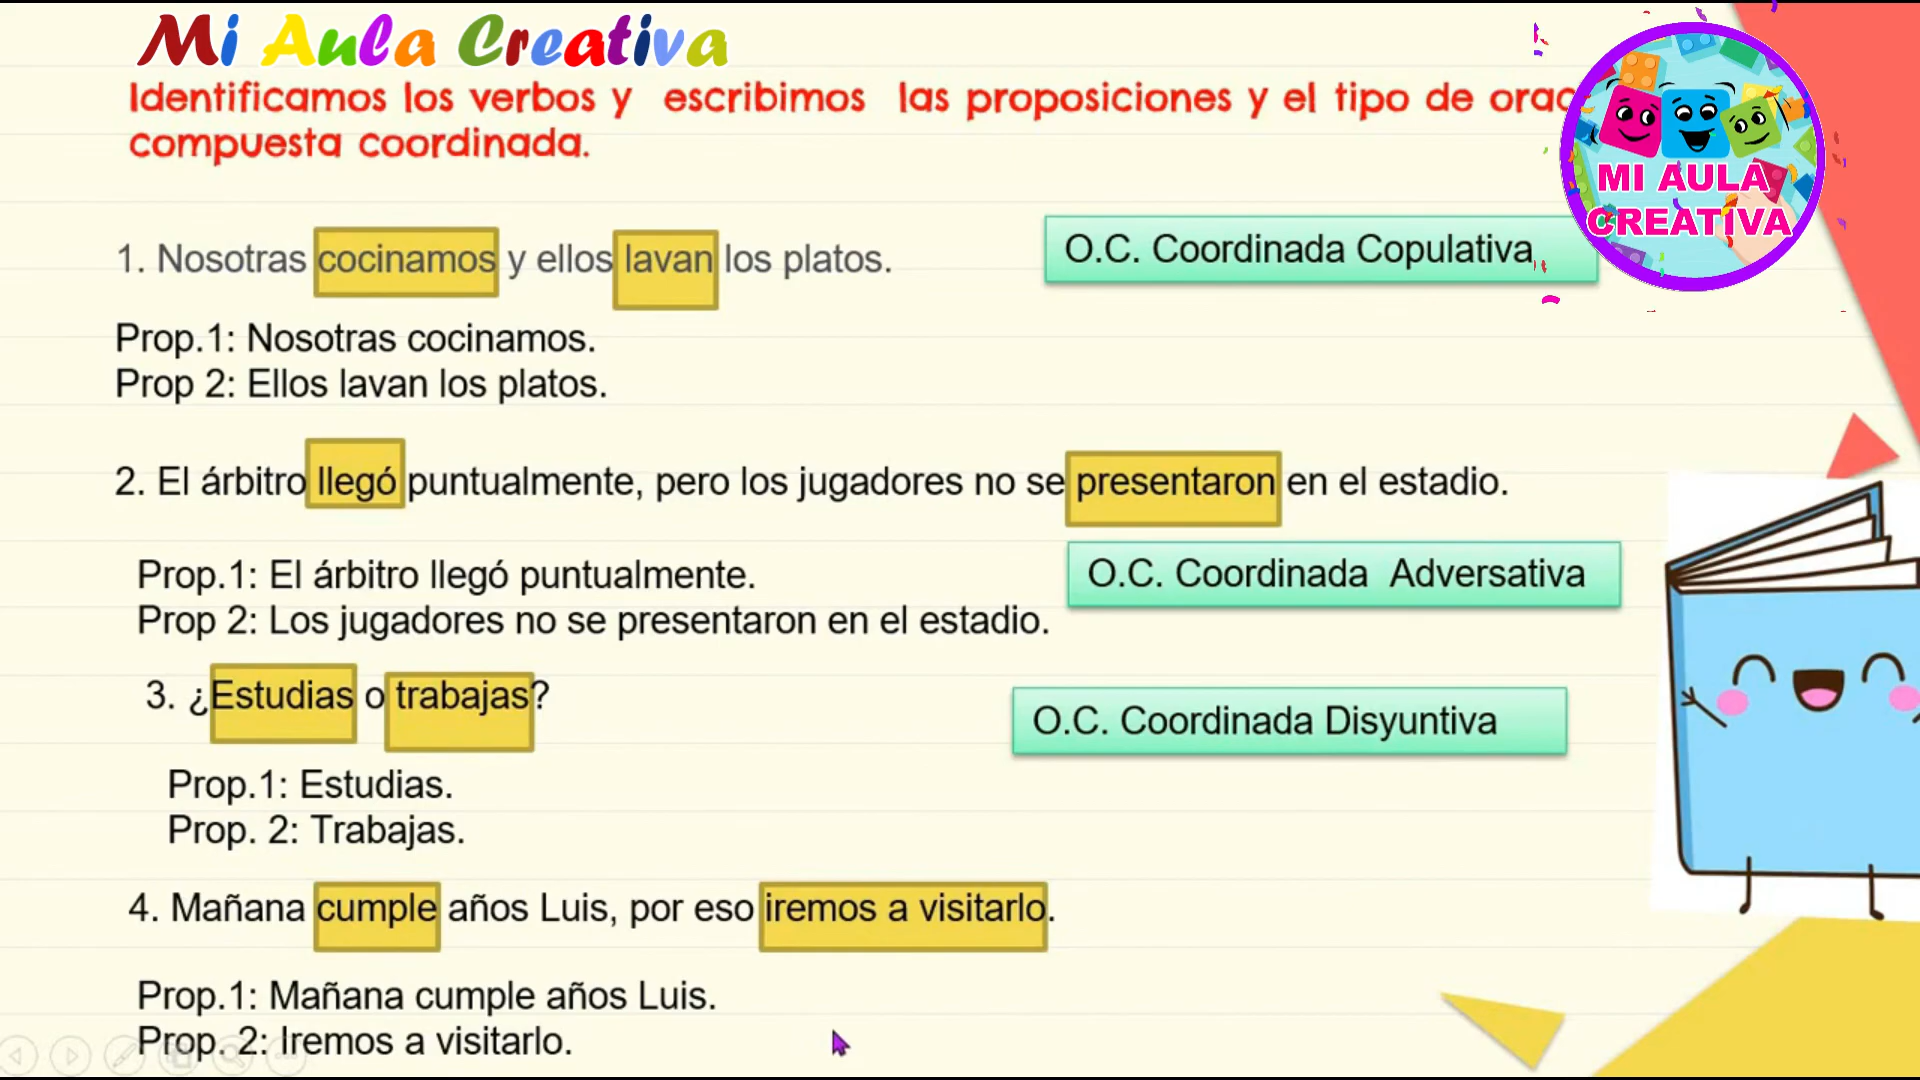 Mi Aula Creativa
Identificamos los verbos y escribimos las proposiciones y el tipo de
compuesta coordinada.
MI AULA
CREATIVA
1. Nosotras cocinamos y ellos lavan los platos.
O.C. Coordinada Copulativa
Prop.1: Nosotras cocinamos.
Prop 2: Ellos lavan los platos.
2. El árbitro llegó puntualmente, pero los jugadores no se presentaron en el estadio.
Prop.1: El árbitro llegó puntualmente.
O.C. Coordinada Adversativa
Prop 2: Los jugadores no se presentaron en el estadio.
3. ¿Estudias o trabajas?
O.C. Coordinada Disyuntiva
Prop.1: Estudias.
Prop. 2: Trabajas.
4. Mañana cumple años Luis, por eso iremos a visitarlo.
Prop.1: Mañana cumple años Luis.
Prop. 2: Iremos a visitarlo.